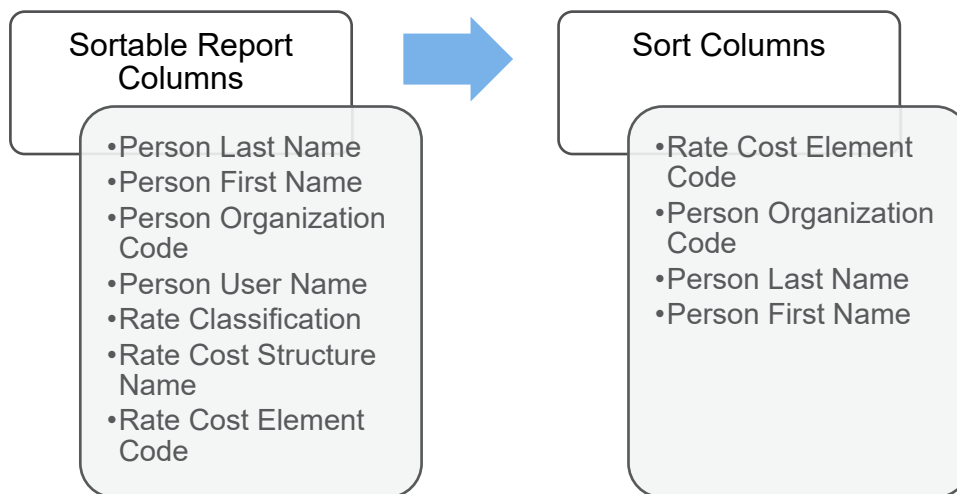 Sortable Report
Columns
•Person Last Name
•Person First Name
•Person Organization
Code
•Person User Name
•Rate Classification
•Rate Cost Structure
Name
•Rate Cost Element
Code
Sort Columns
•Rate Cost Element
Code
•Person Organization
Code
•Person Last Name
•Person First Name